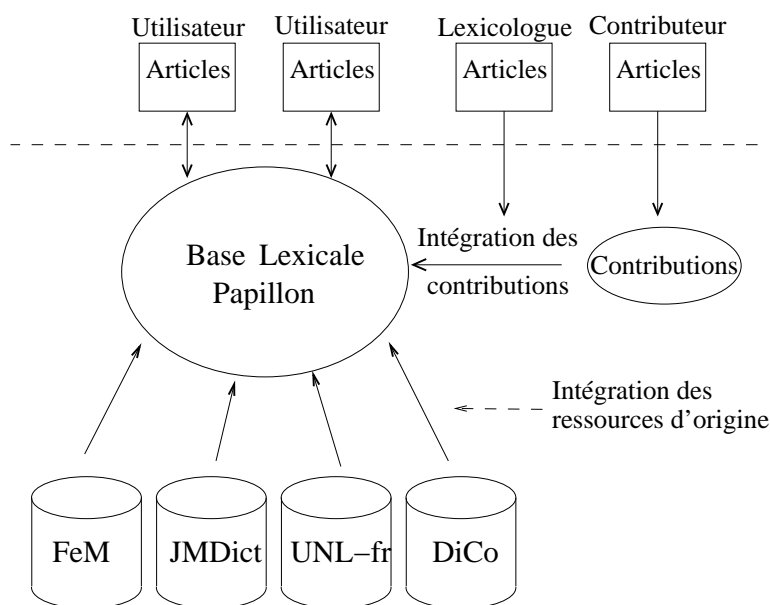 Utilisateur
Utilisateur
Lexicologue
Contributeur
Articles
Articles
Articles
Articles
Base Lexicale
Papillon
Intégration des
contributions
Contributions
Intégration des
ressources d'origine
FeM
JMDict
UNL−fr
DiCo